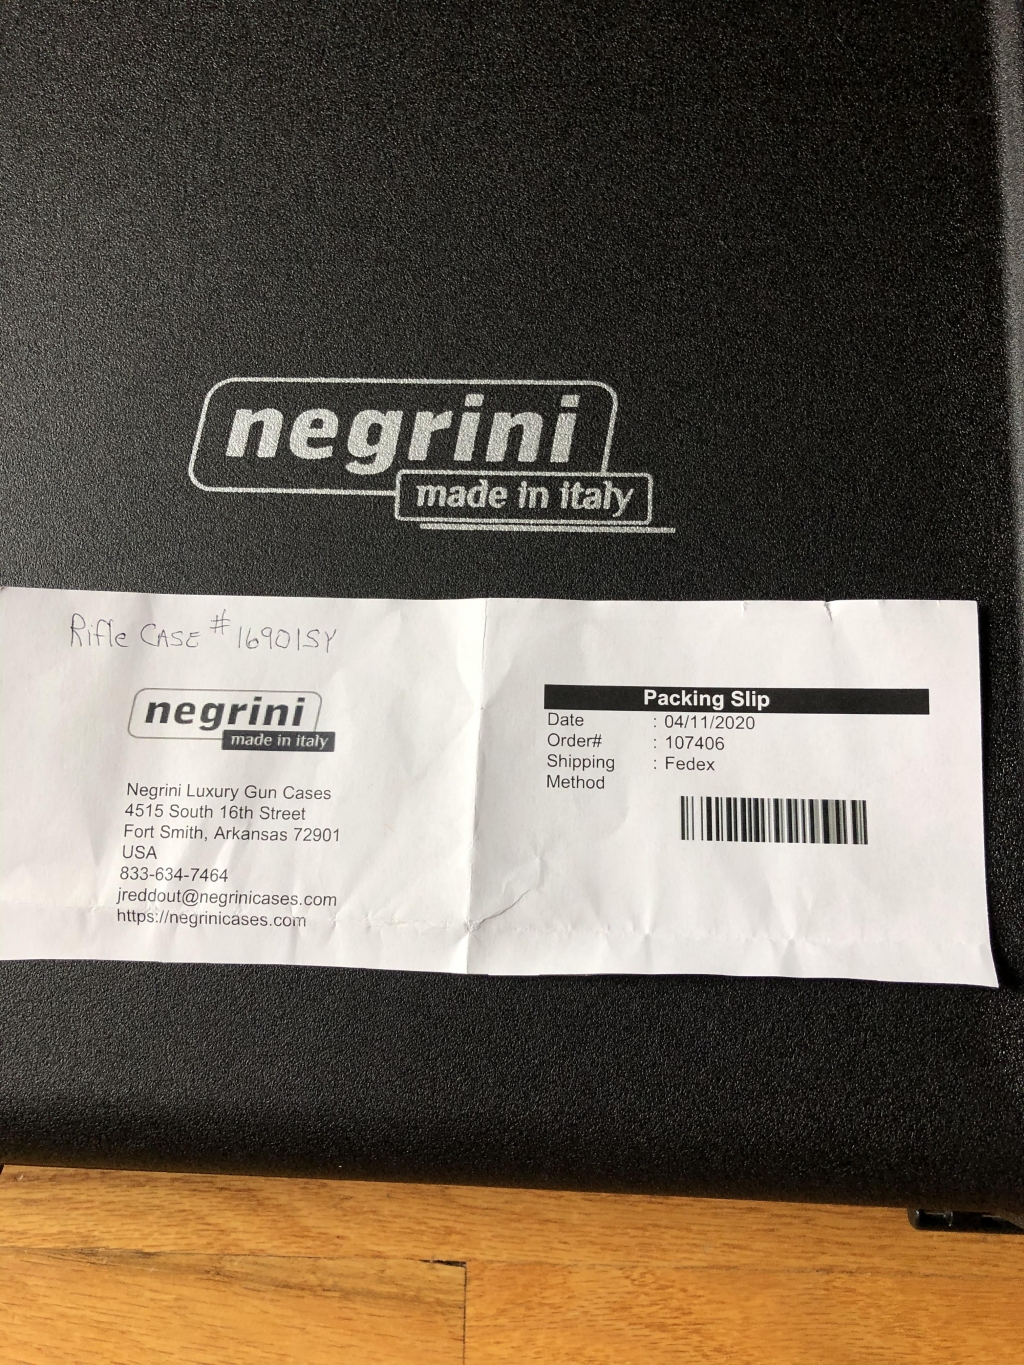 negrini
made in italy
Rifle CASE # 16901SY
negrini
made in italy
Negrini Luxury Gun Cases
4515 South 16th Street
Fort Smith, Arkansas 72901
USA
833-634-7464
jreddout@negrinicases.com
https://negrinicases.com
Packing Slip
Date : 04/11/2020
Order# : 107406
Shipping : Fedex
Method